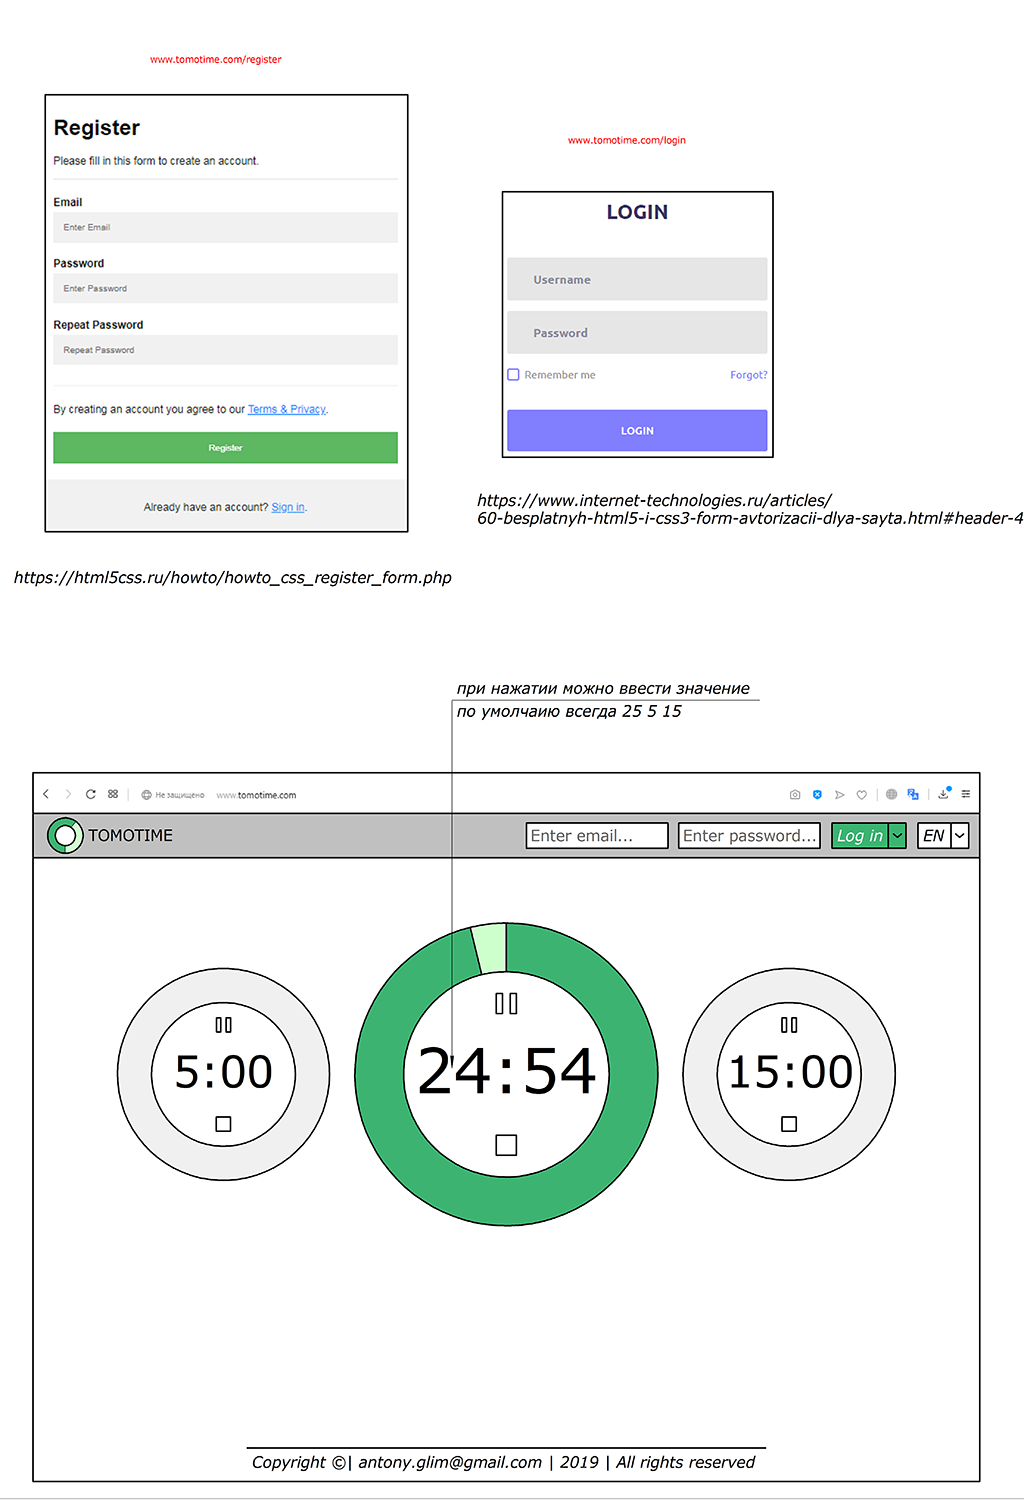 www.tomotime.com/register
Register
Please fill in this form to create an account.
Email
Enter Email
Password
Enter Password
Repeat Password
Repeat Password
By creating an account you agree to our Terms & Privacy.
Register
Already have an account? Sign in.
https://html5css.ru/howto/howto_css_register_form.php
www.tomotime.com/login
LOGIN
Username
Password
Remember me Forgot?
LOGIN
https://www.internet-technologies.ru/articles/
60-besplatnyh-html5-i-css3-form-avtorizacii-dlya-sayta.html#header-4
при нажатии можно ввести значение
по умолчаию всегда 25 5 15
Не защищено www.tomotime.com
TOMOTIME Enter email... Enter password... Log in EN
5:00 24:54 15:00
Copyright ©| antony.glim@gmail.com | 2019 | All rights reserved